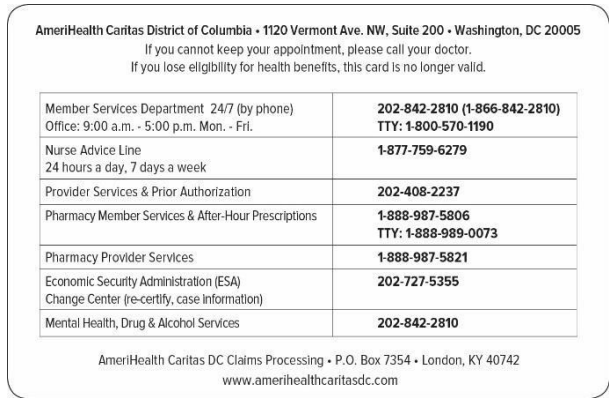 AmeriHealth Caritas District of Columbia • 1120 Vermont Ave. NW, Suite 200 • Washington, DC 20005
If you cannot keep your appointment, please call your doctor.
If you lose eligibility for health benefits, this card is no longer valid.
Member Services Department 24/7 (by phone) 202-842-2810 (1-866-842-2810)
Office: 9:00 a.m. - 5:00 p.m. Mon. - Fri. TTY: 1-800-570-1190
Nurse Advice Line 1-877-759-6279
24 hours a day, 7 days a week
Provider Services & Prior Authorization 202-408-2237
Pharmacy Member Services & After-Hour Prescriptions 1-888-987-5806
TTY: 1-888-989-0073
Pharmacy Provider Services 1-888-987-5821
Economic Security Administration (ESA) 202-727-5355
Change Center (re-certify, case information)
Mental Health, Drug & Alcohol Services 202-842-2810
AmeriHealth Caritas DC Claims Processing • P.O. Box 7354 • London, KY 40742
www.amerihealthcaritasdc.com